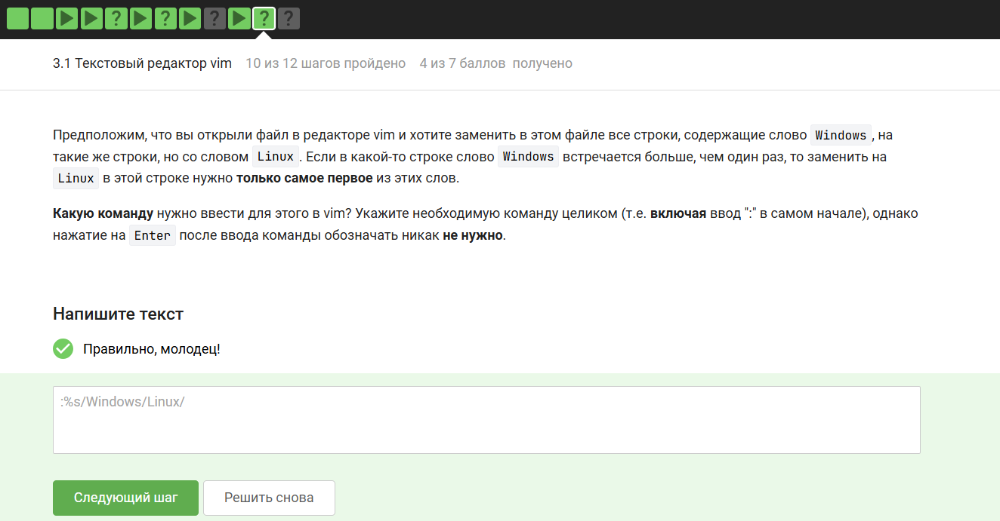 ? ? ? ? ?
3.1 Текстовый редактор vim 10 из 12 шагов пройдено 4 из 7 баллов получено
Предположим, что вы открыли файл в редакторе vim и хотите заменить в этом файле все строки, содержащие слово Windows , на
такие же строки, но со словом Linux . Если в какой-то строке слово Windows встречается больше, чем один раз, то заменить на
Linux в этой строке нужно только самое первое из этих слов.
Какую команду нужно ввести для этого в vim? Укажите необходимую команду целиком (т.е. включая ввод ":" в самом начале), однако
нажатие на Enter после ввода команды обозначать никак не нужно.
Напишите текст
Правильно, молодец!
:%s/Windows/Linux/
Следующий шаг Решить снова